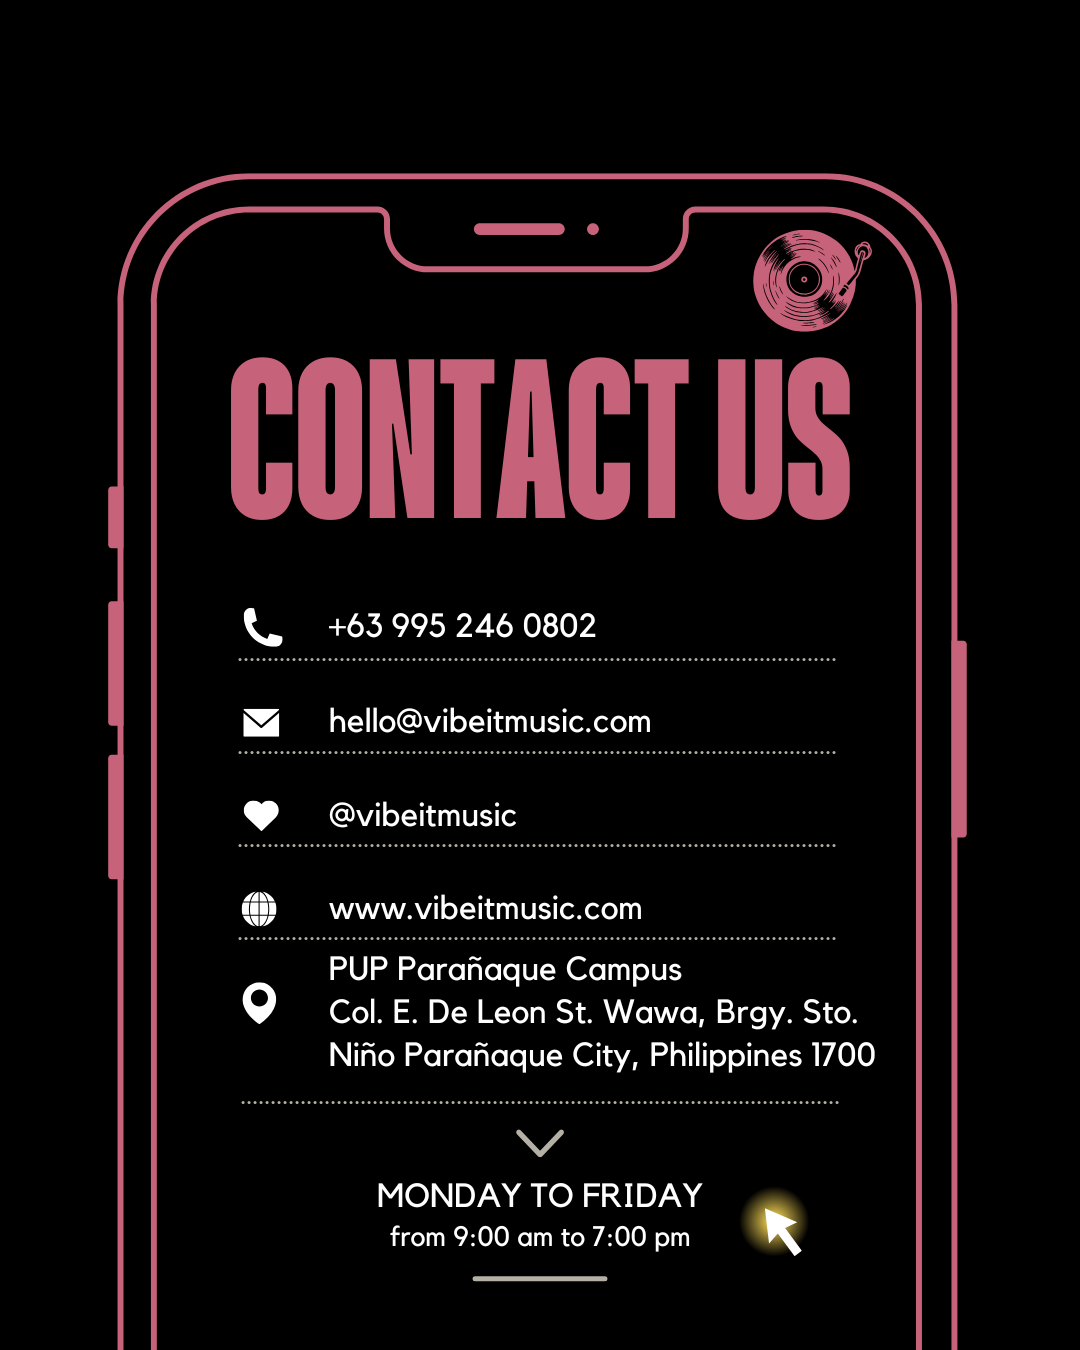 CONTACT US
+63 995 246 0802
hello@vibeitmusic.com
@vibeitmusic
www.vibeitmusic.com
PUP Parañaque Campus
Col. E. De Leon St. Wawa, Brgy. Sto.
Niño Parañaque City, Philippines 1700
MONDAY TO FRIDAY
from 9:00 am to 7:00 pm